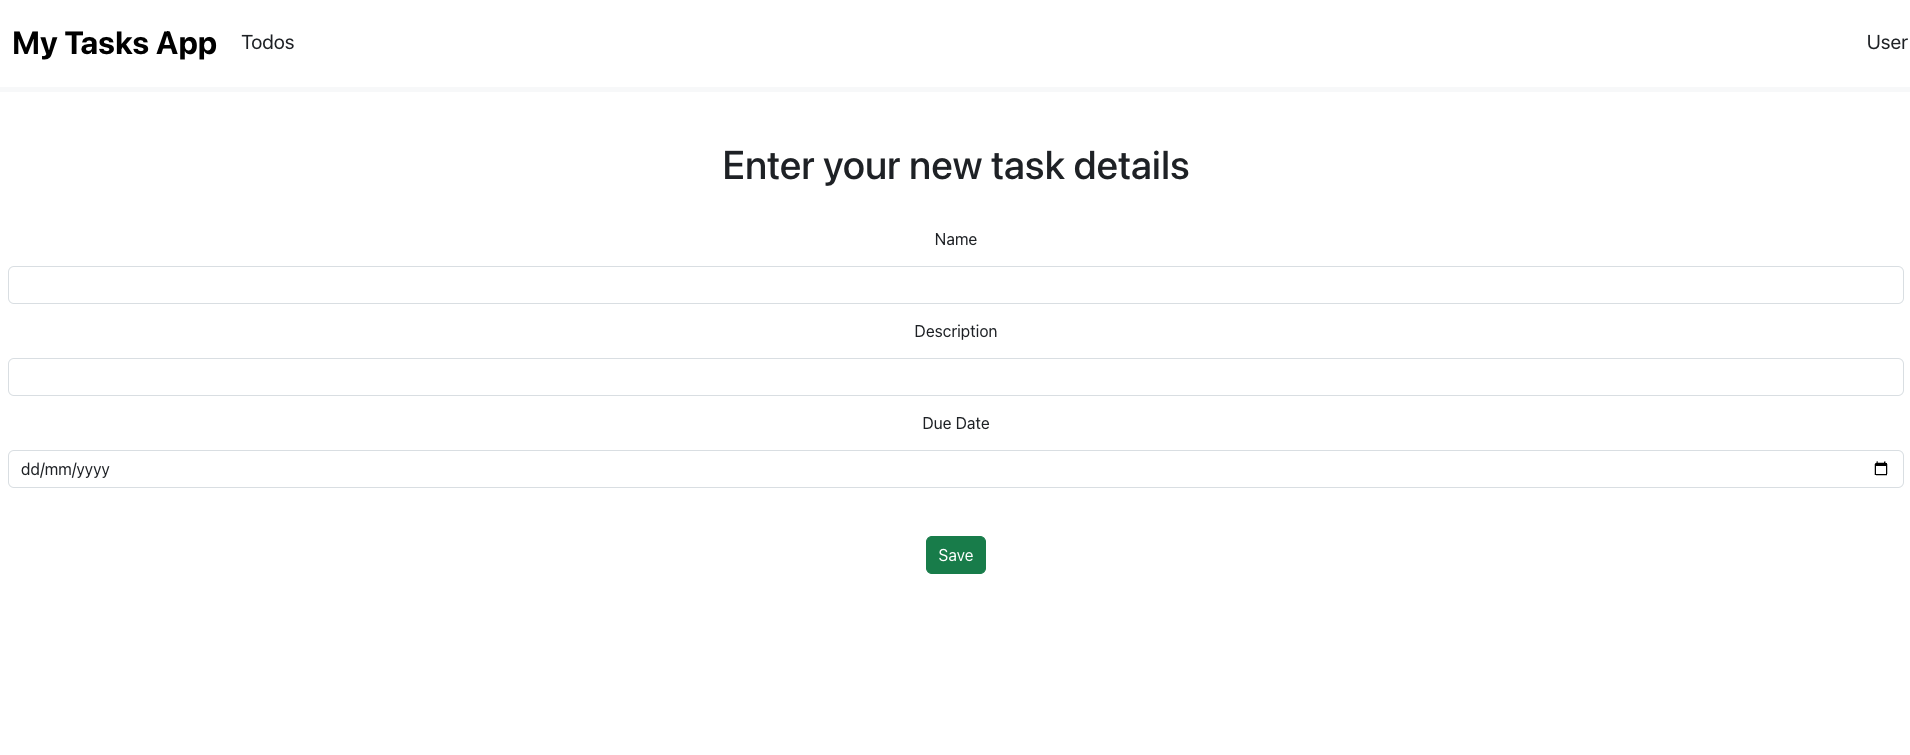 My Tasks App Todos User
Enter your new task details
Name
Description
Due Date
dd/mm/yyyy
Save